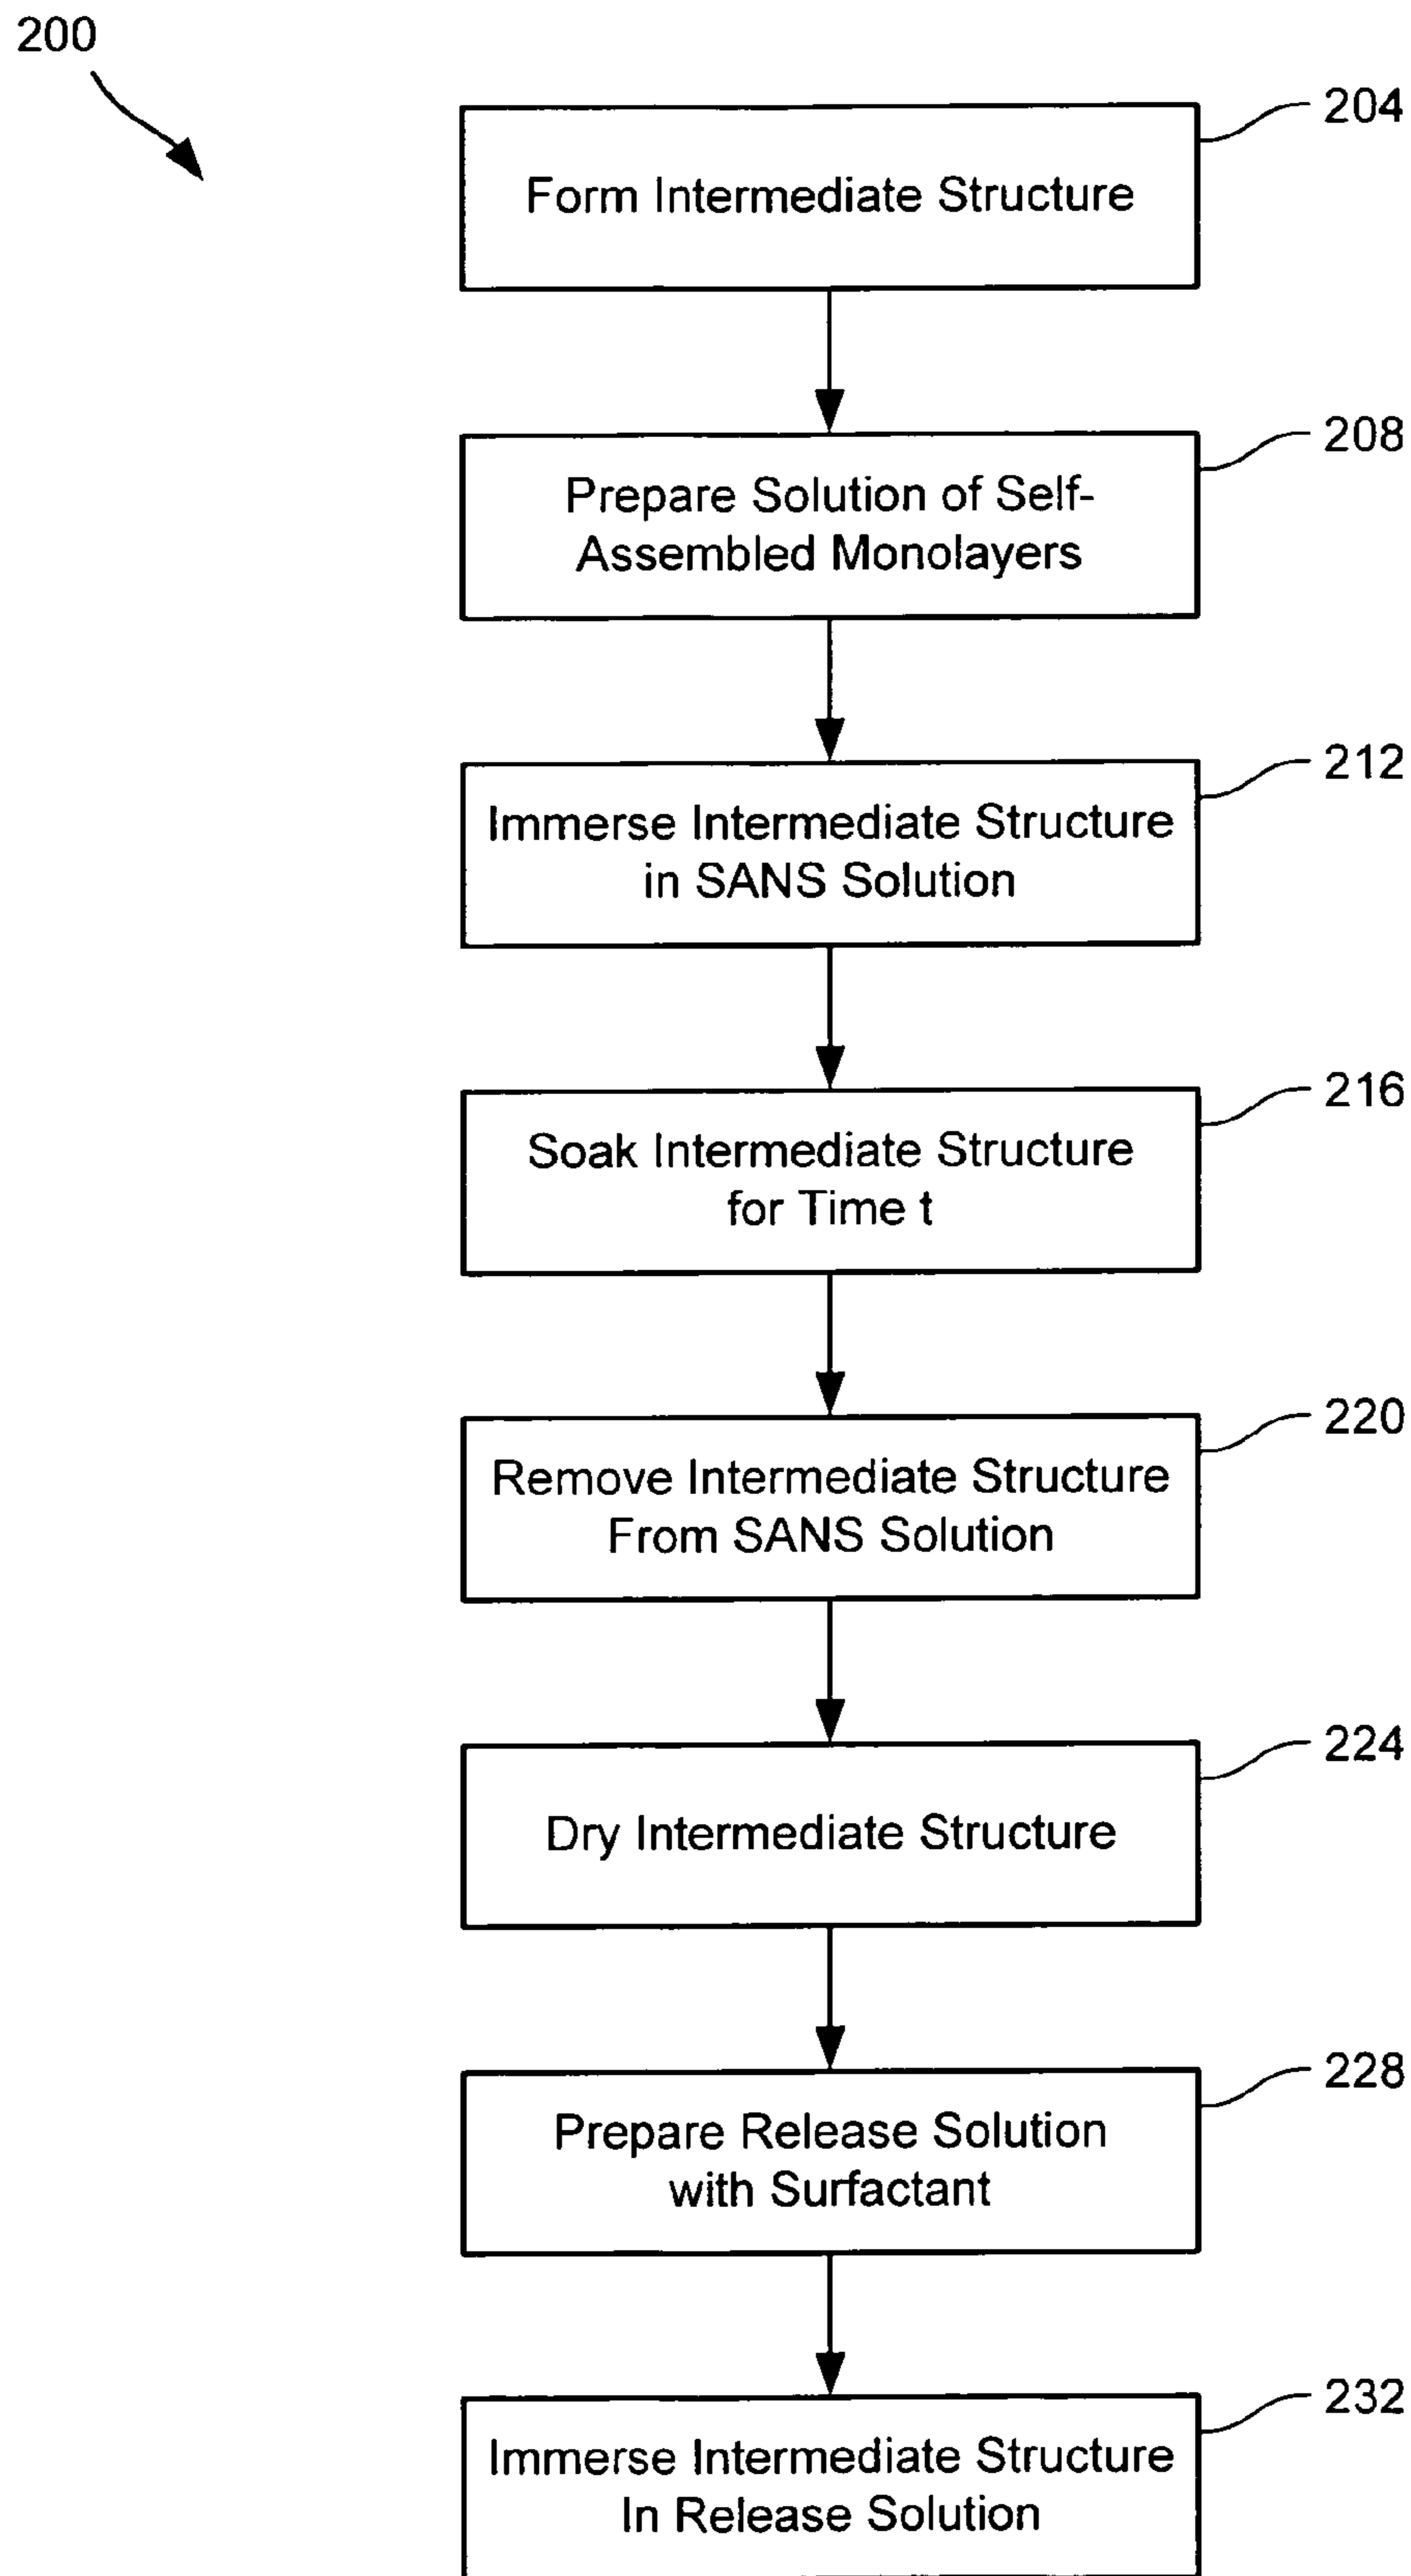 200
204
Form Intermediate Structure
208
Prepare Solution of Self-
Assembled Monolayers
212
Immerse Intermediate Structure
in SANS Solution
216
Soak Intermediate Structure
for Time t
220
Remove Intermediate Structure
From SANS Solution
224
Dry Intermediate Structure
228
Prepare Release Solution
with Surfactant
232
Immerse Intermediate Structure
In Release Solution